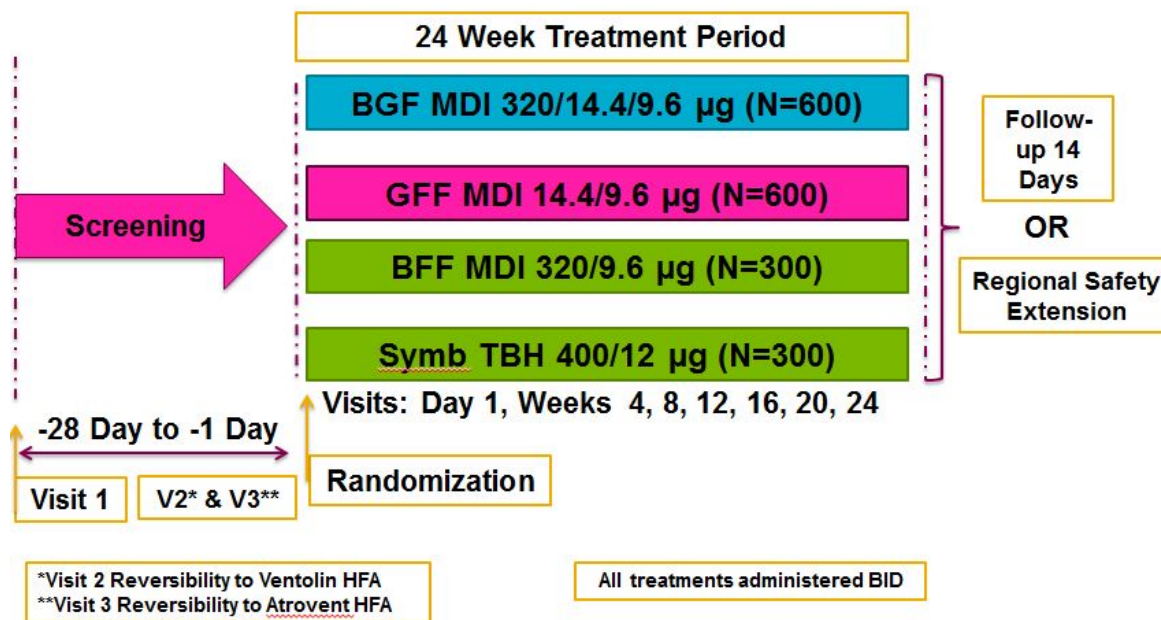 24 Week Treatment Period
BGF MDI 320/14.4/9.6 µg (N=600)
GFF MDI 14.4/9.6 µg (N=600)
BFF MDI 320/9.6 µg (N=300)
Symb TBH 400/12 µg (N=300)
Screening
Follow-
up 14
Days
OR
Regional Safety
Extension
Visits: Day 1, Weeks 4, 8, 12, 16, 20, 24
-28 Day to -1 Day
Visit 1
V2* & V3**
Randomization
*Visit 2 Reversibility to Ventolin HFA
**Visit 3 Reversibility to Atrovent HFA
All treatments administered BID